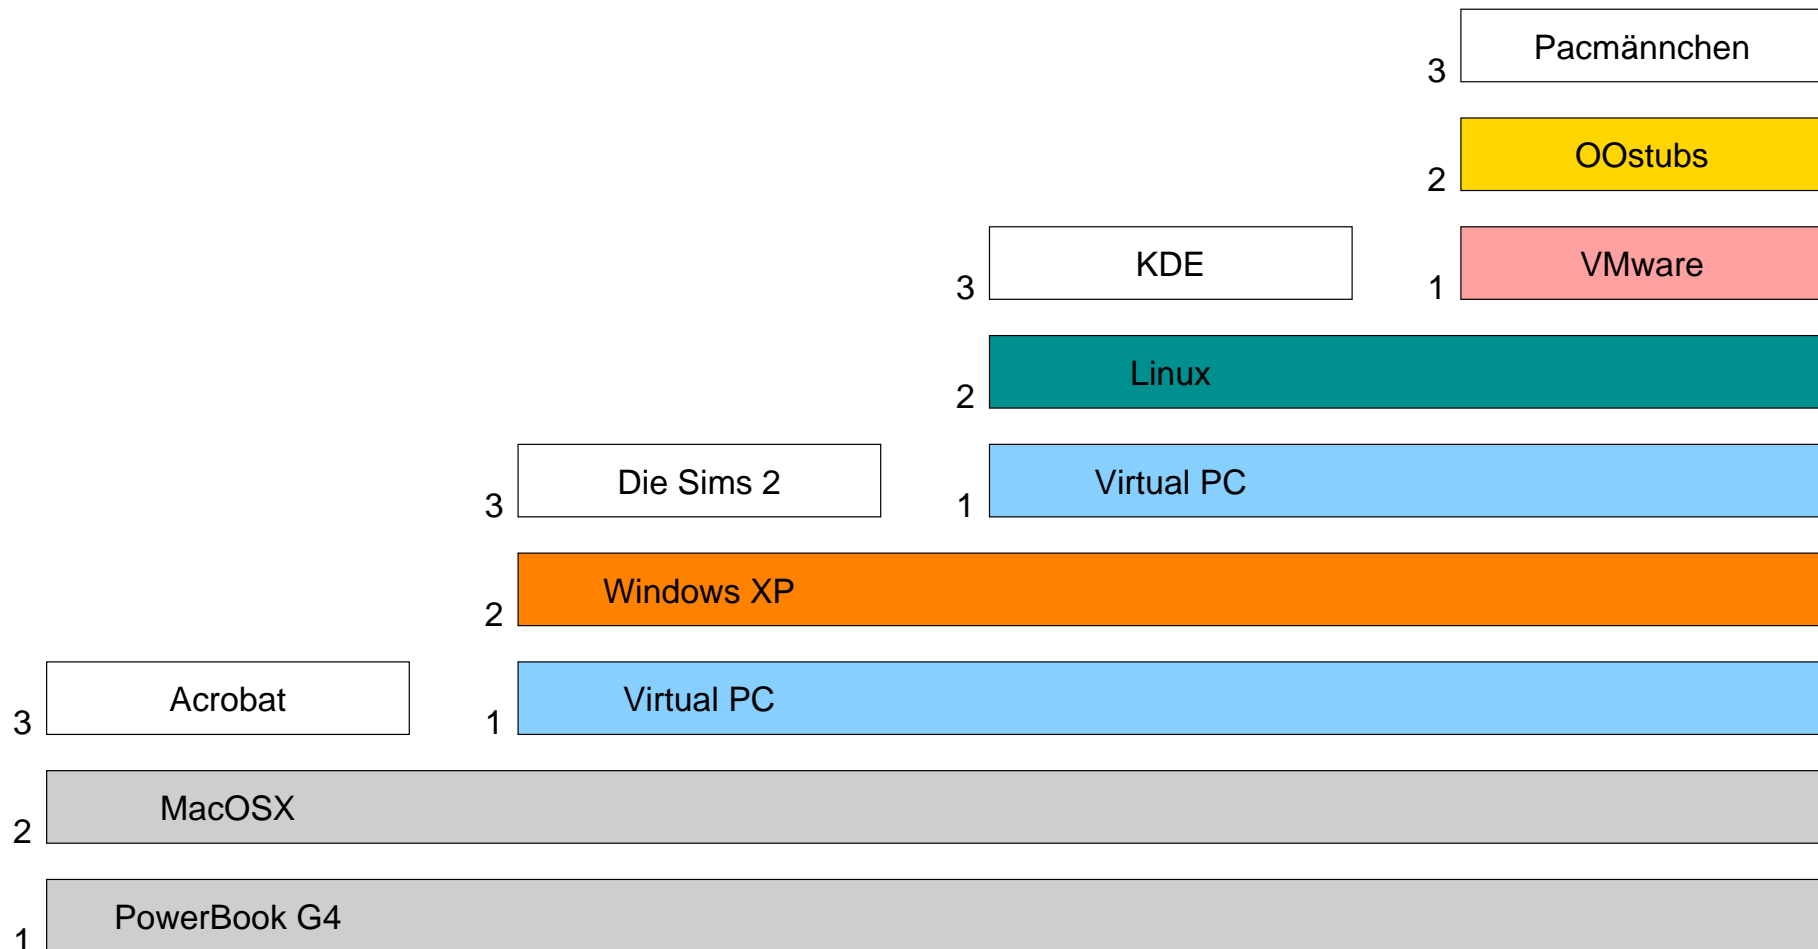 Pacmännchen
3
OOstubs
2
KDE
VMware
3
1
Linux
2
Die Sims 2
Virtual PC
3
1
Windows XP
2
Acrobat
Virtual PC
3
1
MacOSX
2
PowerBook G4
1